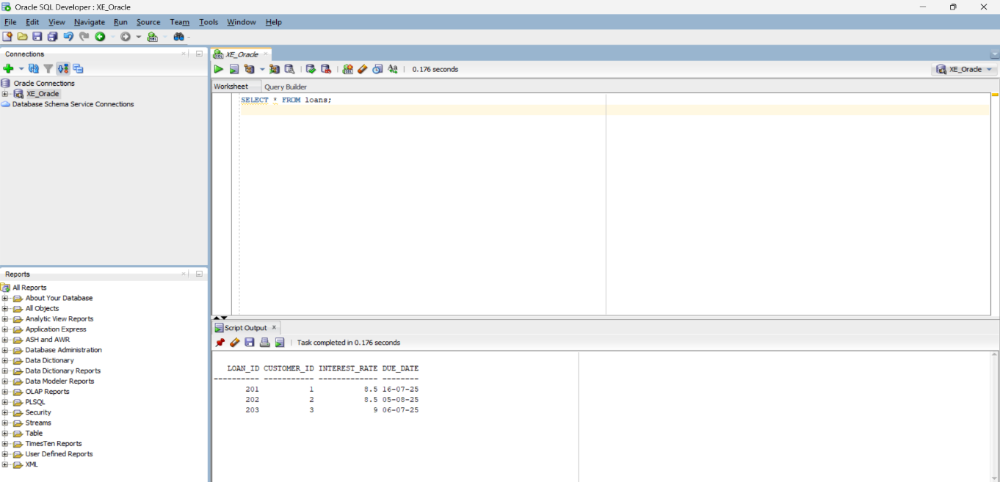 Oracle SQL Developer : XE_Oracle
File Edit View Navigate Run Source Team Tools Window Help
Connections
Oracle Connections
XE_Oracle
Database Schema Service Connections
Reports
All Reports
About Your Database
All Objects
Analytic View Reports
Application Express
ASH and AWR
Database Administration
Data Dictionary
Data Dictionary Reports
Data Modeler Reports
OLAP Reports
PLSQL
Security
Streams
Table
TimesTen Reports
User Defined Reports
XML
XE_Oracle
0.176 seconds
XE_Oracle
Worksheet Query Builder
SELECT * FROM loans;
Script Output
Task completed in 0.176 seconds
LOAN_ID CUSTOMER_ID INTEREST_RATE DUE_DATE
---------- ----------- ------------- --------
201 1 8.5 16-07-25
202 2 8.5 05-08-25
203 3 9 06-07-25